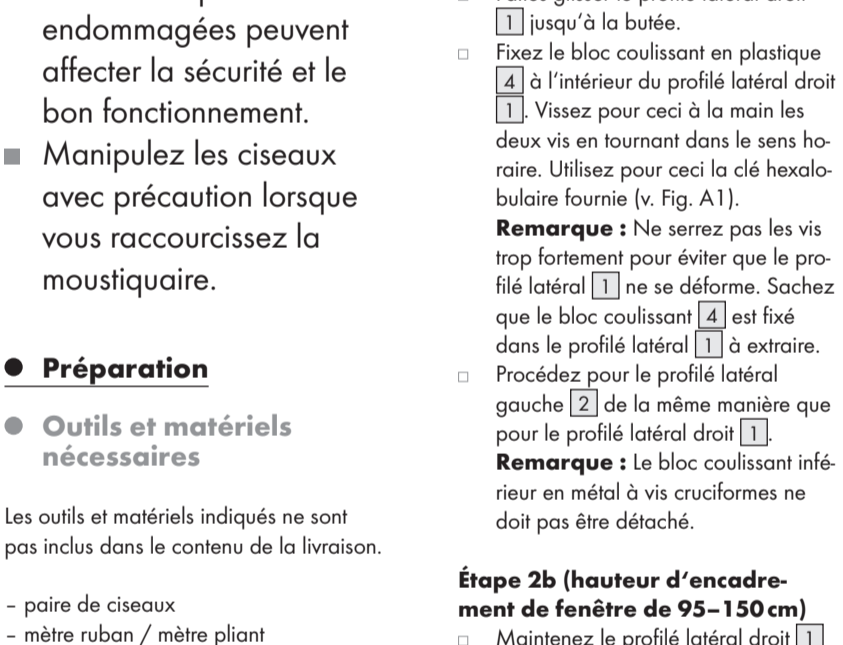 endommagées peuvent
affecter la sécurité et le
bon fonctionnement.
■ Manipulez les ciseaux
avec précaution lorsque
vous raccourcissez la
moustiquaire.
● Préparation
● Outils et matériels
nécessaires
Les outils et matériels indiqués ne sont
pas inclus dans le contenu de la livraison.
– paire de ciseaux
– mètre ruban / mètre pliant
1 jusqu‘à la butée.
□ Fixez le bloc coulissant en plastique
4 à l’intérieur du profilé latéral droit
1. Vissez pour ceci à la main les
deux vis en tournant dans le sens ho-
raire. Utilisez pour ceci la clé hexalo-
bulaire fournie (v. Fig. A1).
Remarque : Ne serrez pas les vis
trop fortement pour éviter que le pro-
filé latéral 1 ne se déforme. Sachez
que le bloc coulissant 4 est fixé
dans le profilé latéral 1 à extraire.
□ Procédez pour le profilé latéral
gauche 2 de la même manière que
pour le profilé latéral droit 1.
Remarque : Le bloc coulissant infé-
rieur en métal à vis cruciformes ne
doit pas être détaché.
Étape 2b (hauteur d‘encadre-
ment de fenêtre de 95–150 cm)
□ Maintenez le profilé latéral droit 1